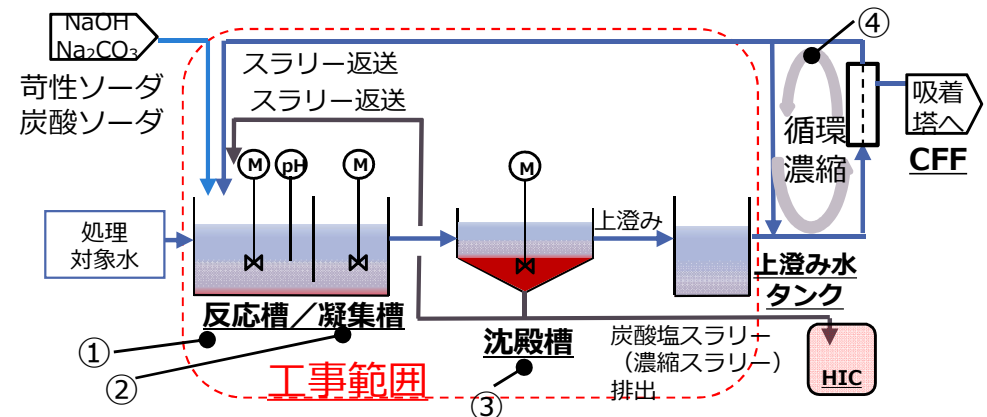 NaOH
Na₂CO₃
苛性ソーダ
炭酸ソーダ
スラリー返送
スラリー返送
④
循環
濃縮
吸着
塔へ
CFF
M
pH
M
M
処理
対象水
上澄み
上澄み水
タンク
反応槽／凝集槽
沈殿槽
炭酸塩スラリー
（濃縮スラリー）
排出
HIC
①
②
工事範囲
③